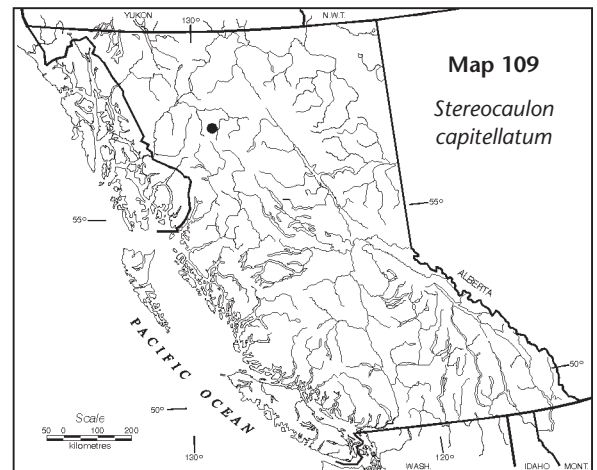 YUKON
130°
N.W.T.
Map 109
Stereocaulon
capitellatum
55°
55°
ALBERTA
PACIFIC OCEAN
50°
50°
Scale
50 0 100 200
kilometres
130°
WASH.
120°
IDAHO
MONT.